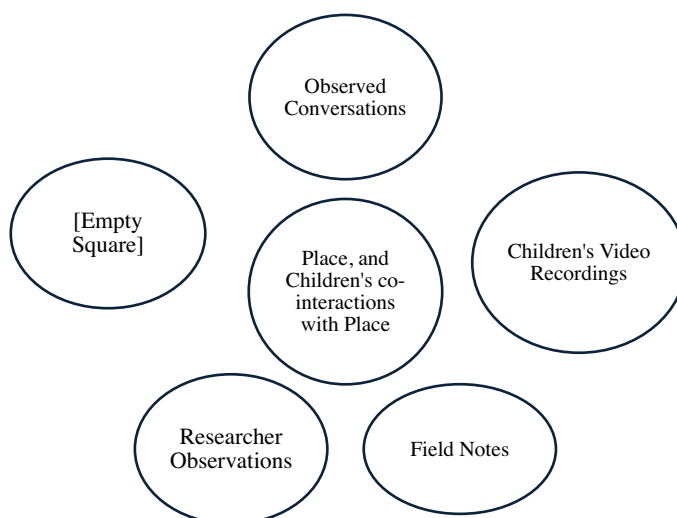 Observed
Conversations
[Empty
Square]
Place, and
Children's co-
interactions
with Place
Children's Video
Recordings
Researcher
Observations
Field Notes